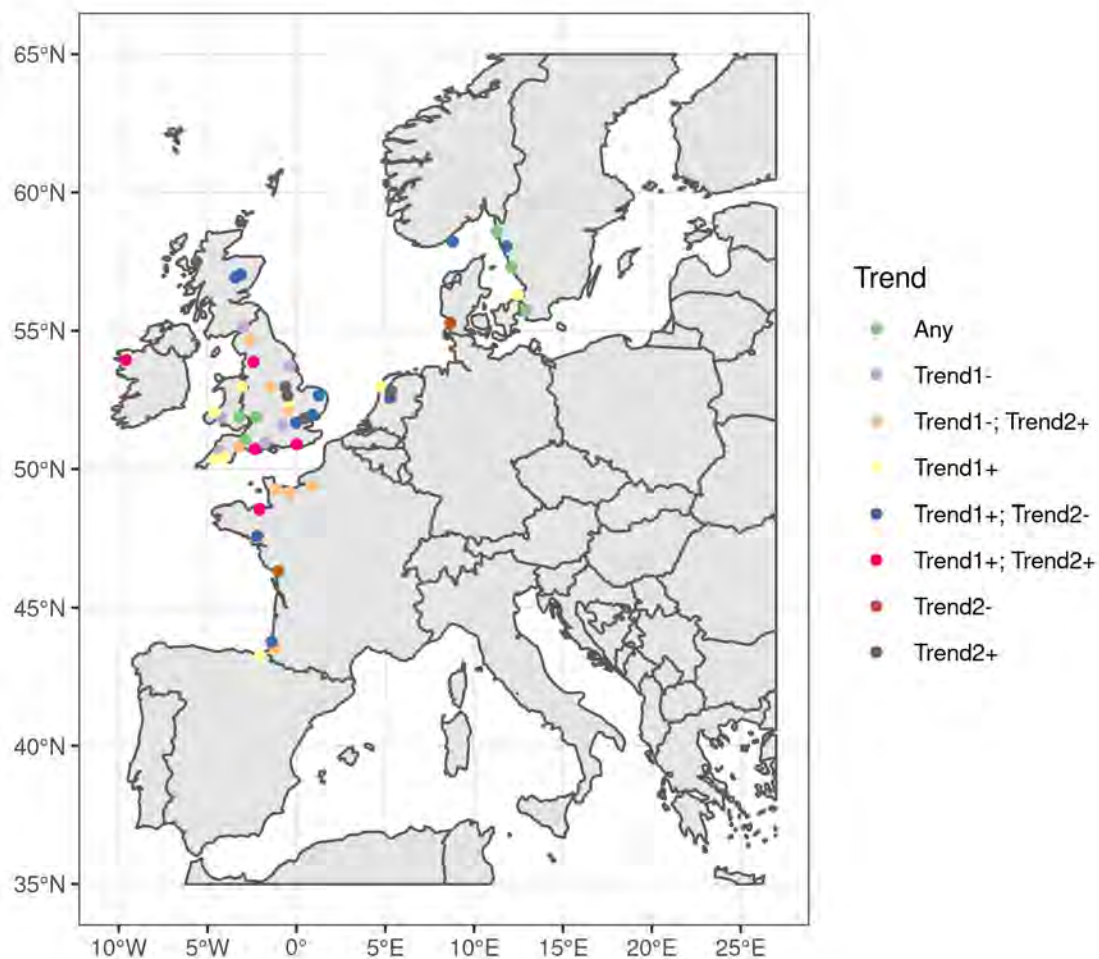 65°N
60°N
55°N
50°N
45°N
40°N
35°N
10°W 5°W 0° 5°E 10°E 15°E 20°E 25°E
Trend
Any
Trend1-
Trend1-; Trend2+
Trend1+
Trend1+; Trend2-
Trend1+; Trend2+
Trend2-
Trend2+